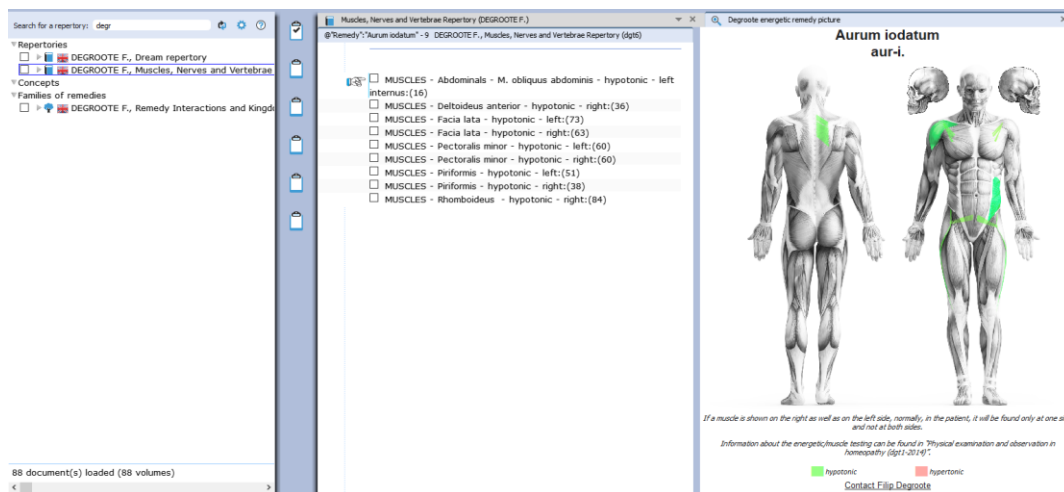 Search for a repertory: degr
Repertories
DEGROOTE F., Dream repertory
DEGROOTE F., Muscles, Nerves and Vertebrae
Concepts
Families of remedies
DEGROOTE F., Remedy Interactions and Kingd
88 document(s) loaded (88 volumes)
Muscles, Nerves and Vertebrae Repertory (DEGROOTE F.)
@"Remedy":"Aurum iodatum" - 9 DEGROOTE F., Muscles, Nerves and Vertebrae Repertory (dgt6)
MUSCLES - Abdominals - M. obliquus abdominis - hypotonic - left
internus:(16)
MUSCLES - Deltoideus anterior - hypotonic - right:(36)
MUSCLES - Facia lata - hypotonic - left:(73)
MUSCLES - Facia lata - hypotonic - right:(63)
MUSCLES - Pectoralis minor - hypotonic - left:(60)
MUSCLES - Pectoralis minor - hypotonic - right:(60)
MUSCLES - Piriformis - hypotonic - left:(51)
MUSCLES - Piriformis - hypotonic - right:(38)
MUSCLES - Rhomboideus - hypotonic - right:(84)
Degroote energetic remedy picture
Aurum iodatum
aur-i.
If a muscle is shown on the right as well as on the left side, normally, in the patient, it will be found only at one si
and not at both sides.
Information about the energetic/muscle testing can be found in "Physical examination and observation in
homeopathy (dgt1-2014)".
hypotonic hypertonic
Contact Filip Degroote